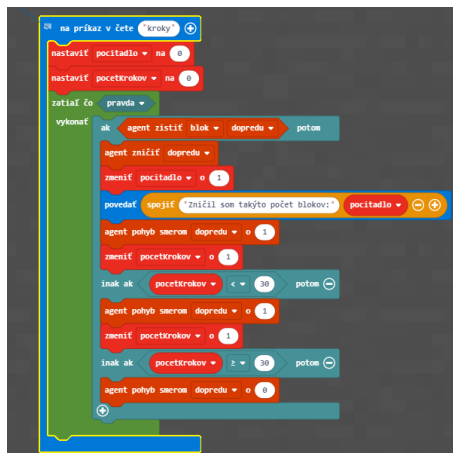 na príkaz v čete "kroky"
nastaviť pocitadlo na 0
nastaviť pocetKrokov na 0
zatiaľ čo pravda
vykonať
ak agent zistiť blok dopredu potom
agent zničiť dopredu
zmeniť pocitadlo o 1
povedať spojiť "Zničil som takýto počet blokov:" pocitadlo
agent pohyb smerom dopredu o 1
zmeniť pocetKrokov o 1
inak ak pocetKrokov < 30 potom
agent pohyb smerom dopredu o 1
zmeniť pocetKrokov o 1
inak ak pocetKrokov ≥ 30 potom
agent pohyb smerom dopredu o 0